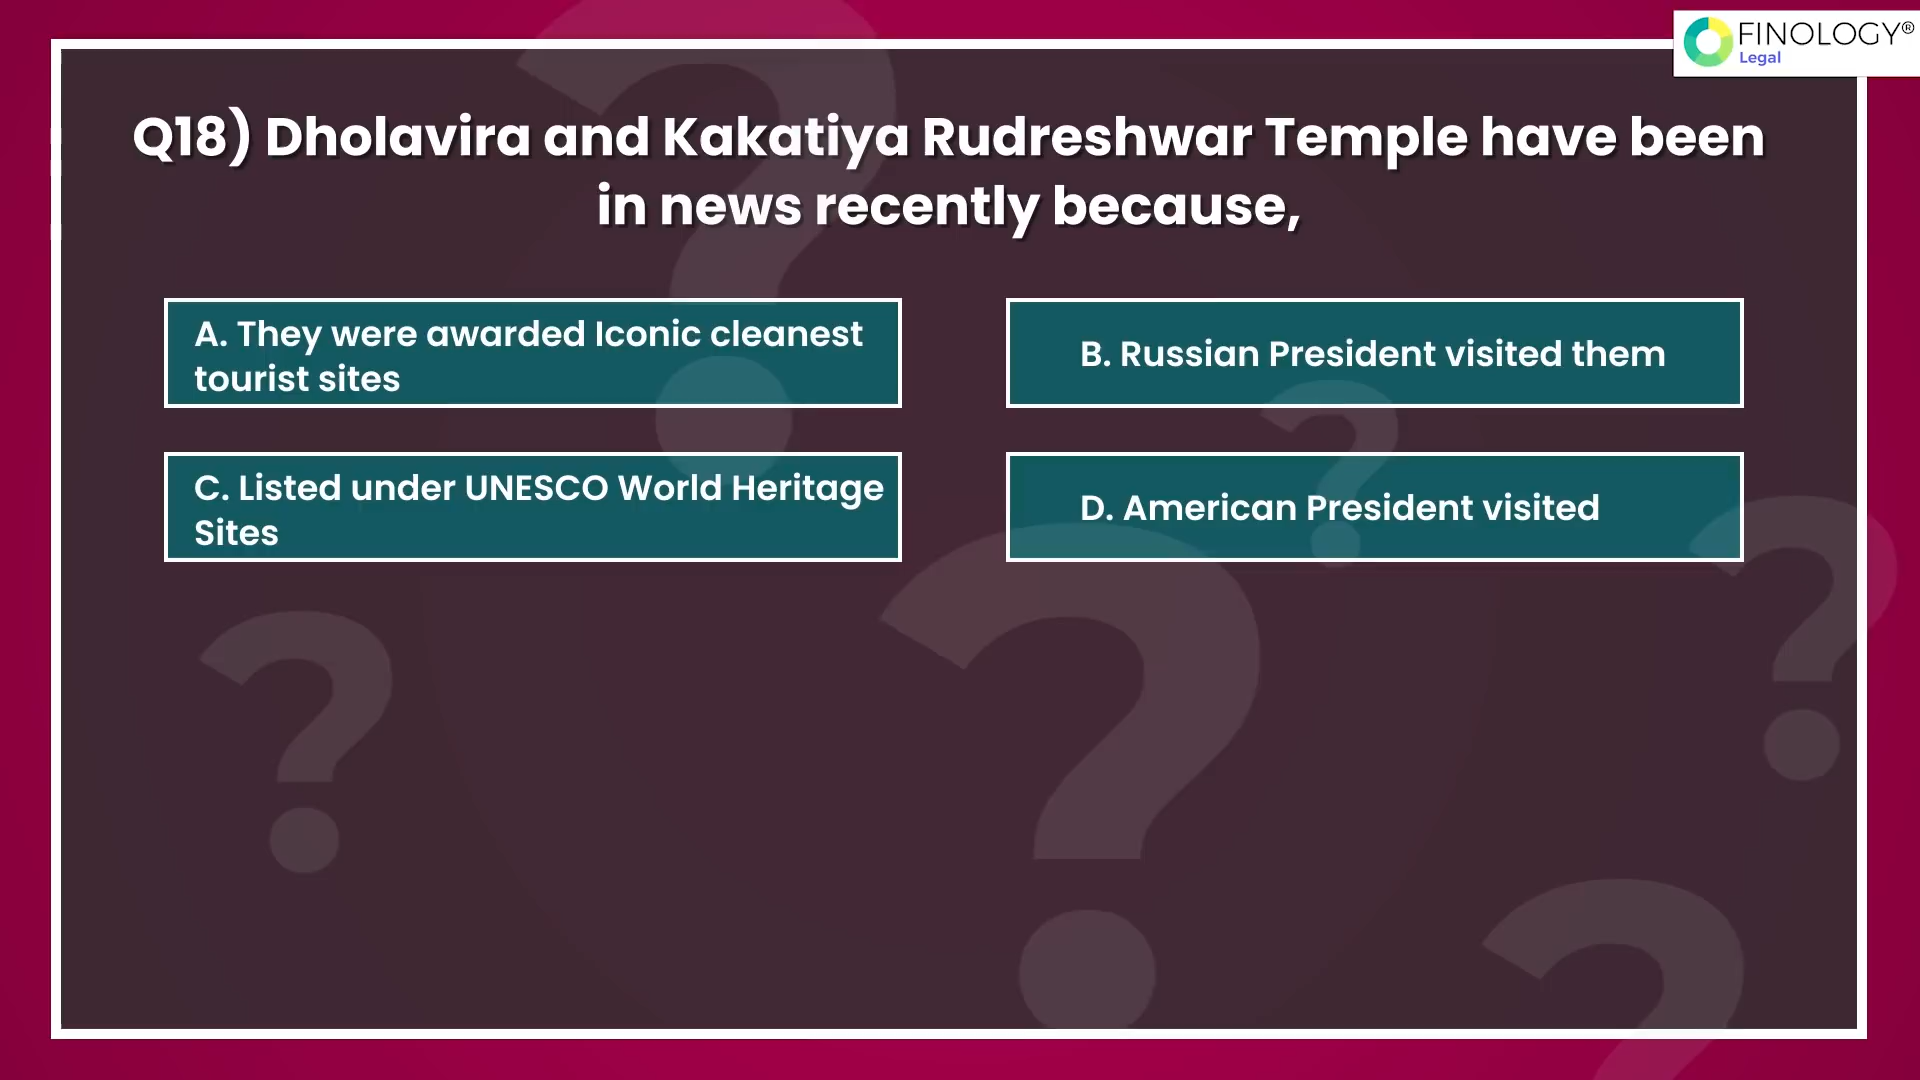 FINOLOGY®
Legal
Q18) Dholavira and Kakatiya Rudreshwar Temple have been
in news recently because,
A. They were awarded Iconic cleanest
tourist sites
B. Russian President visited them
C. Listed under UNESCO World Heritage
Sites
D. American President visited